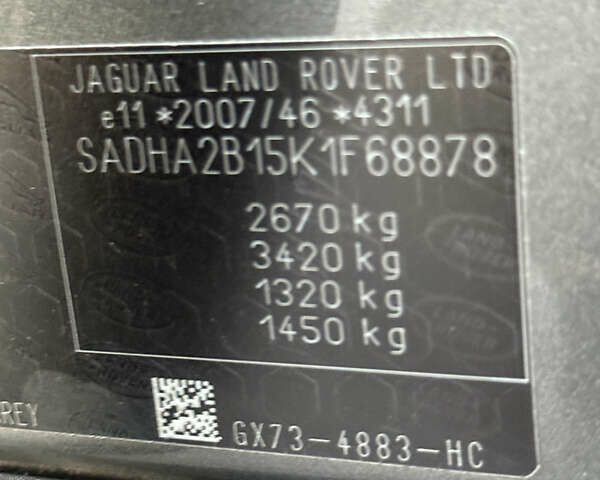 JAGUAR LAND ROVER LTD
e11*2007/46*4311
SADHA2B15K1F68878
2670 kg
3420 kg
1320 kg
1450 kg
REY
GX73-4883-HC